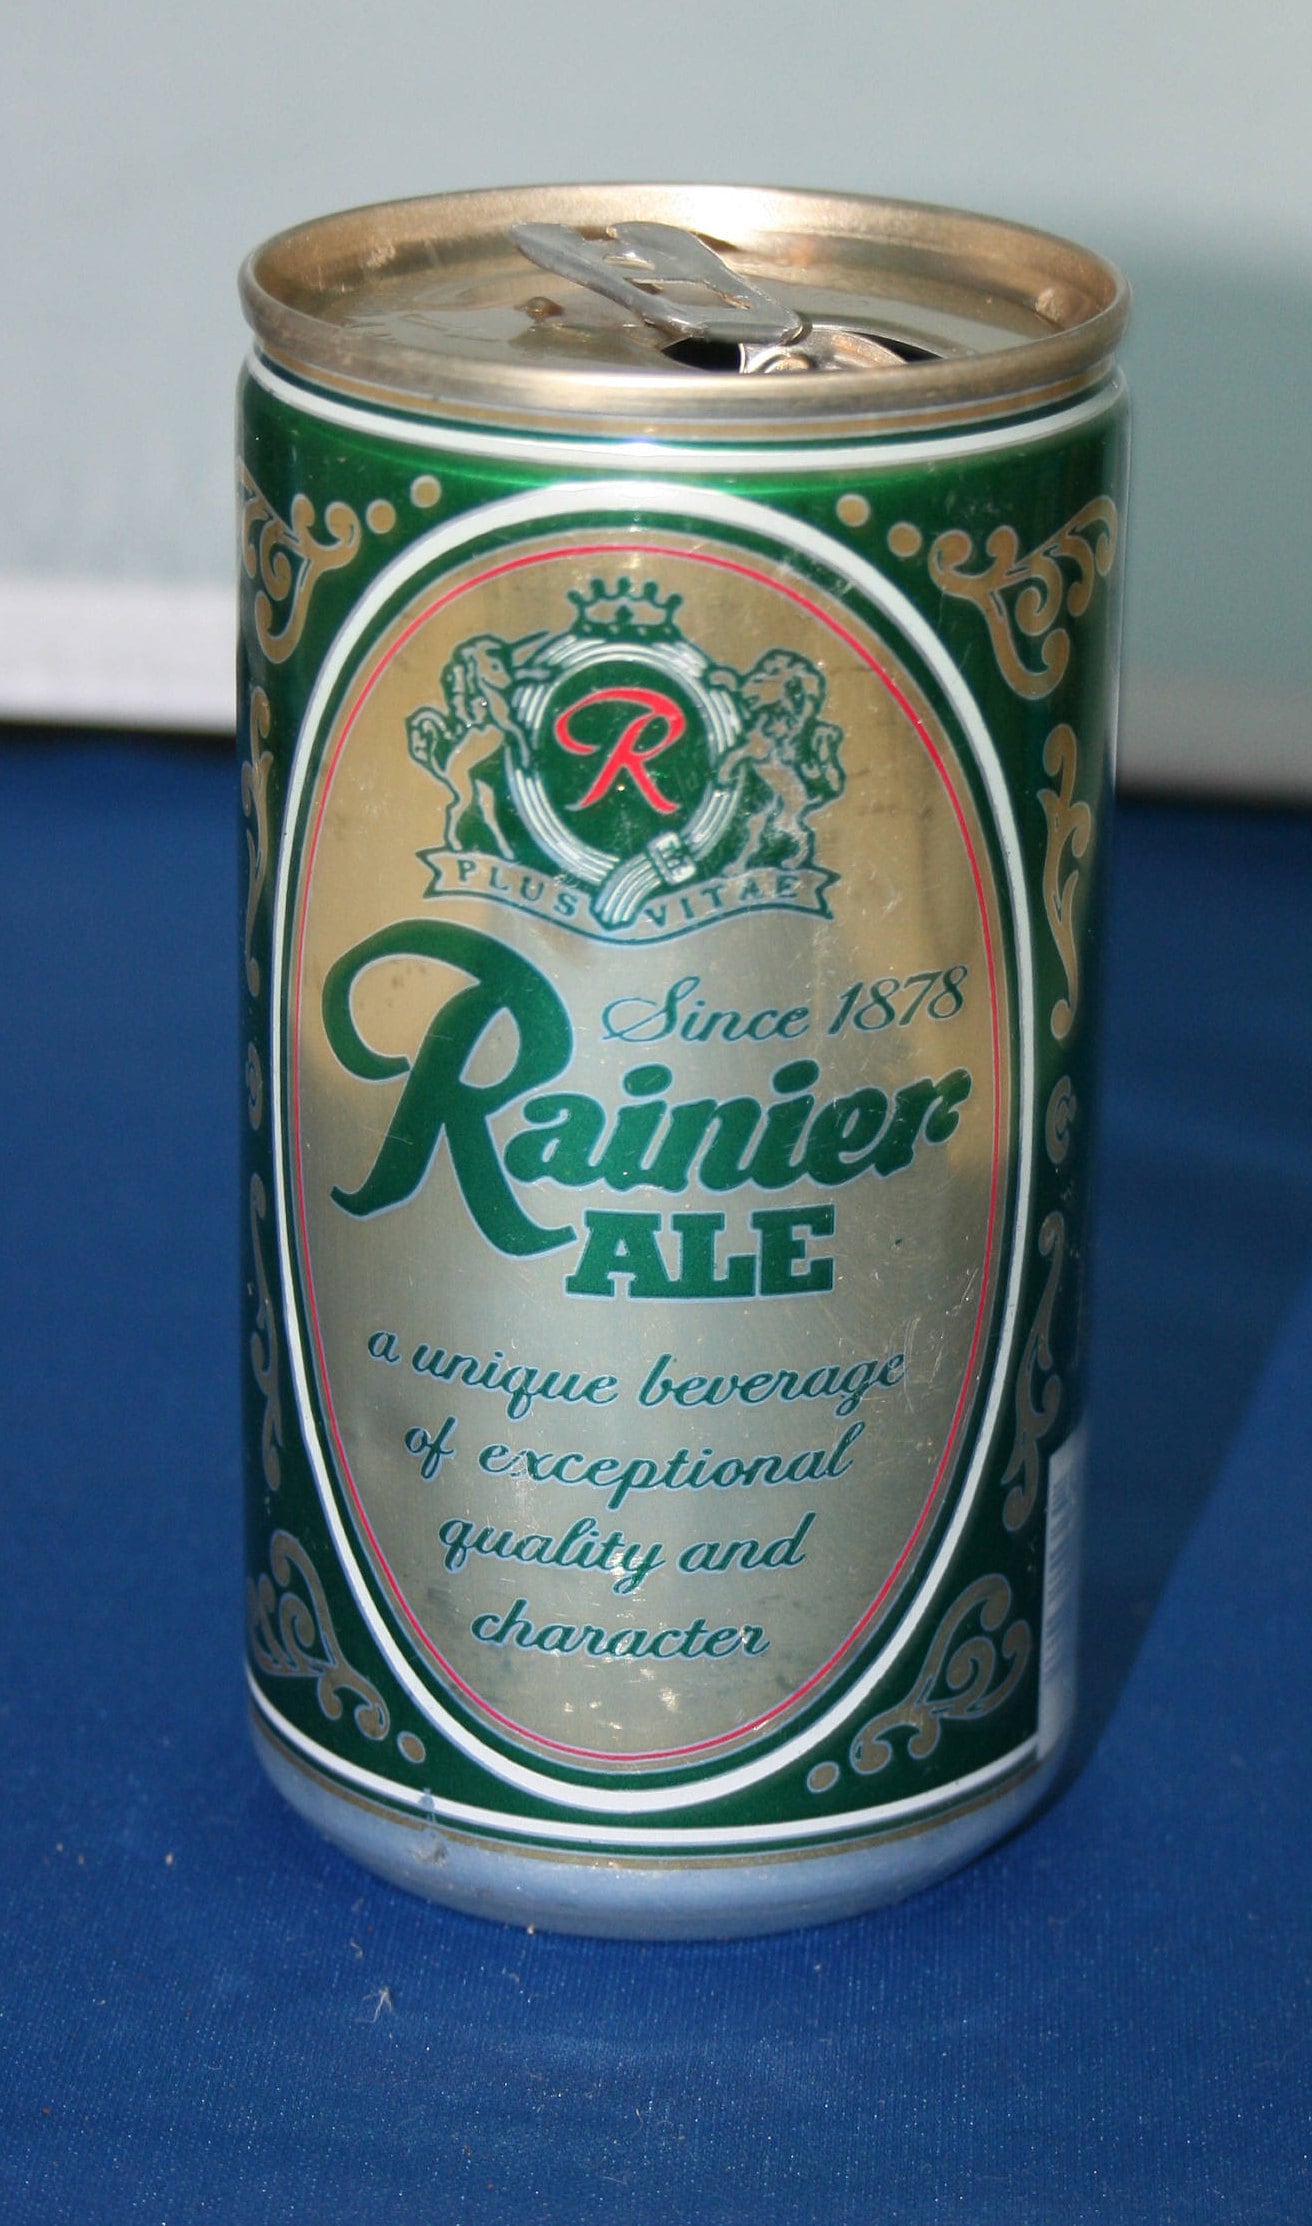 R
PLUS VITAE
Since 1878
Rainier
ALE
a unique beverage
of exceptional
quality and
character